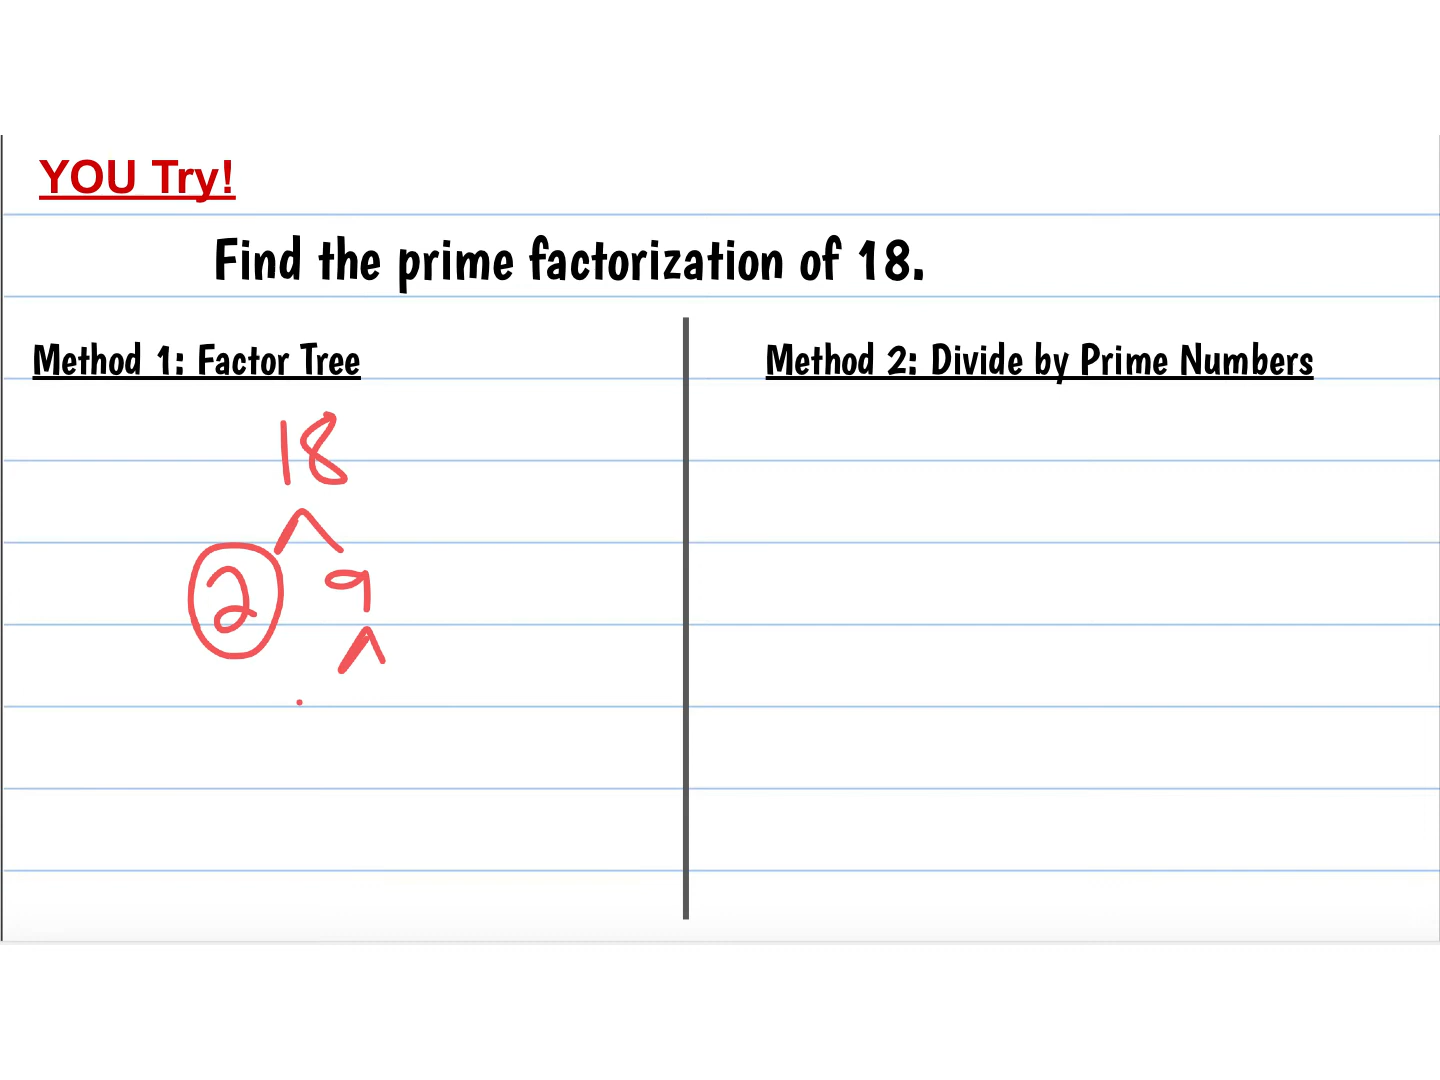 YOU Try!
Find the prime factorization of 18.
Method 1: Factor Tree
18
2 9
Method 2: Divide by Prime Numbers